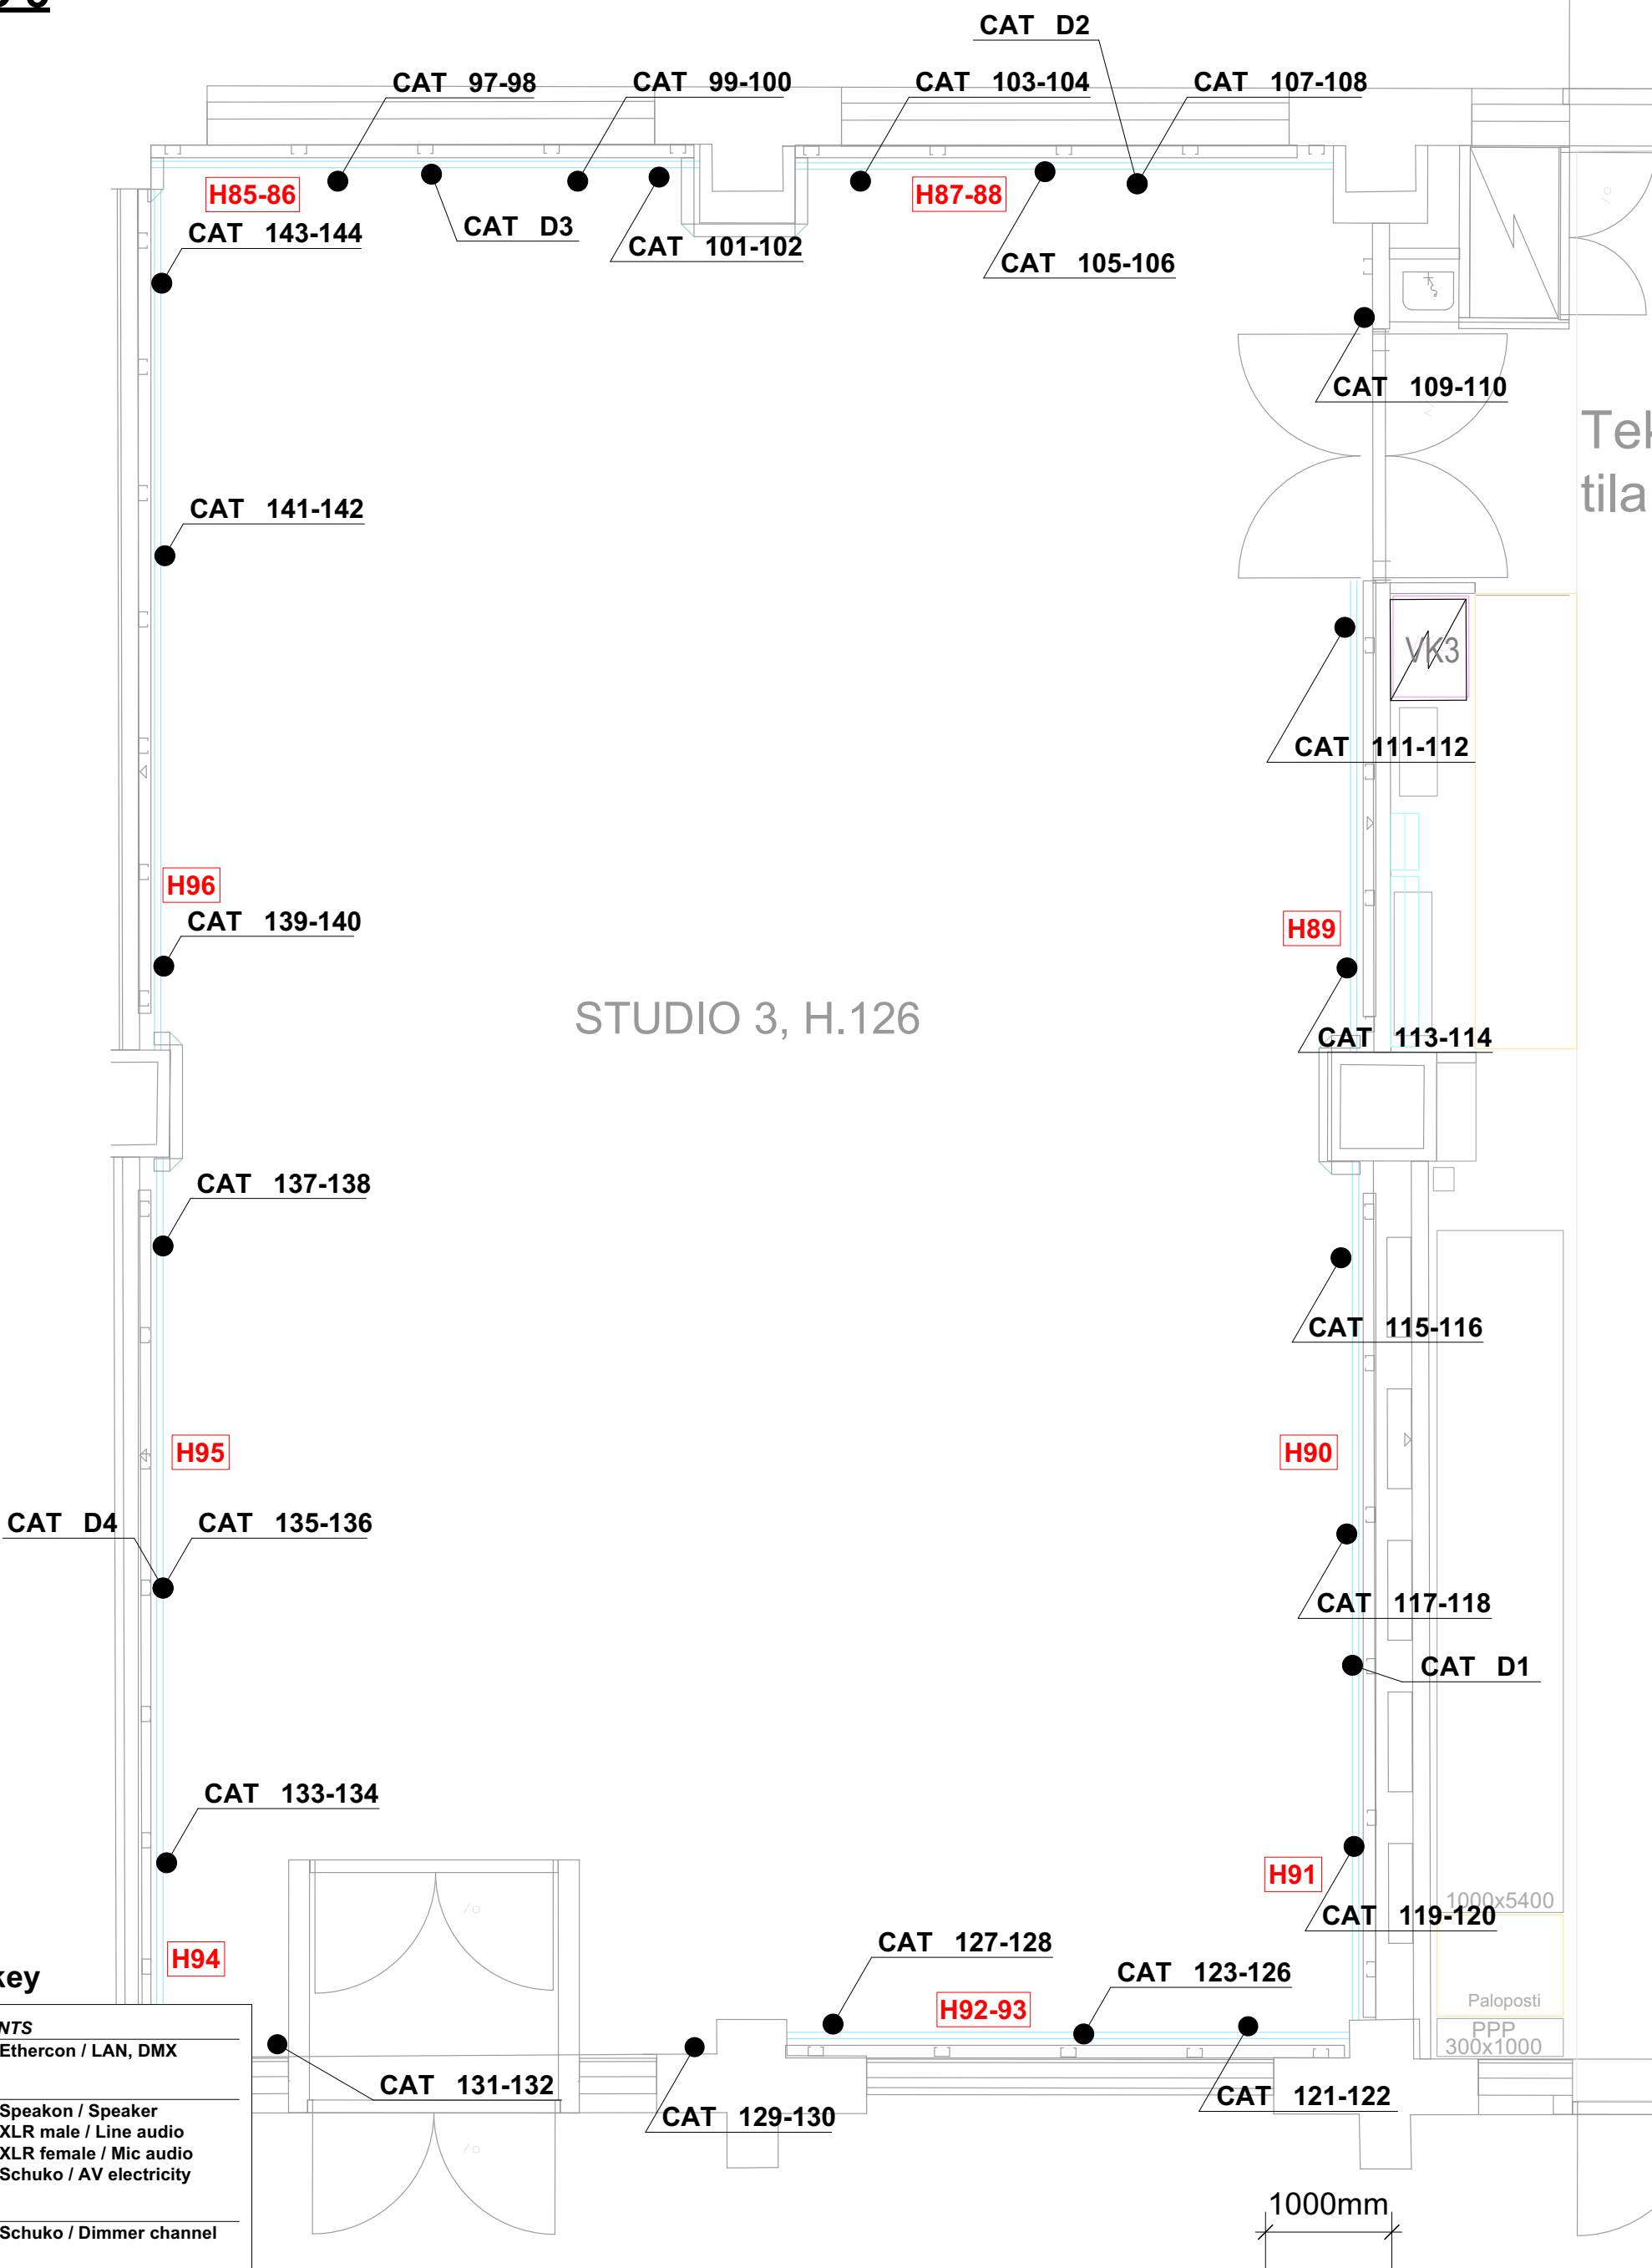 CAT D2
CAT 97-98
CAT 99-100
CAT 103-104
CAT 107-108
H85-86
H87-88
CAT D3
CAT 143-144
CAT 101-102
CAT 105-106
CAT 109-110
tila
CAT 141-142
VK3
CAT 111-112
H96
CAT 139-140
H89
STUDIO 3, H.126
CAT 113-114
CAT 137-138
CAT 115-116
H95
H90
CAT D4
CAT 135-136
CAT 117-118
CAT D1
CAT 133-134
H91
1000x5400
CAT 119-120
CAT 127-128
H94
CAT 123-126
key
H92-93
Paloposti
PPP
300x1000
Ethercon / LAN, DMX
CAT 131-132
CAT 121-122
CAT 129-130
Speakon / Speaker
XLR male / Line audio
XLR female / Mic audio
Schuko / AV electricity
1000mm
Schuko / Dimmer channel